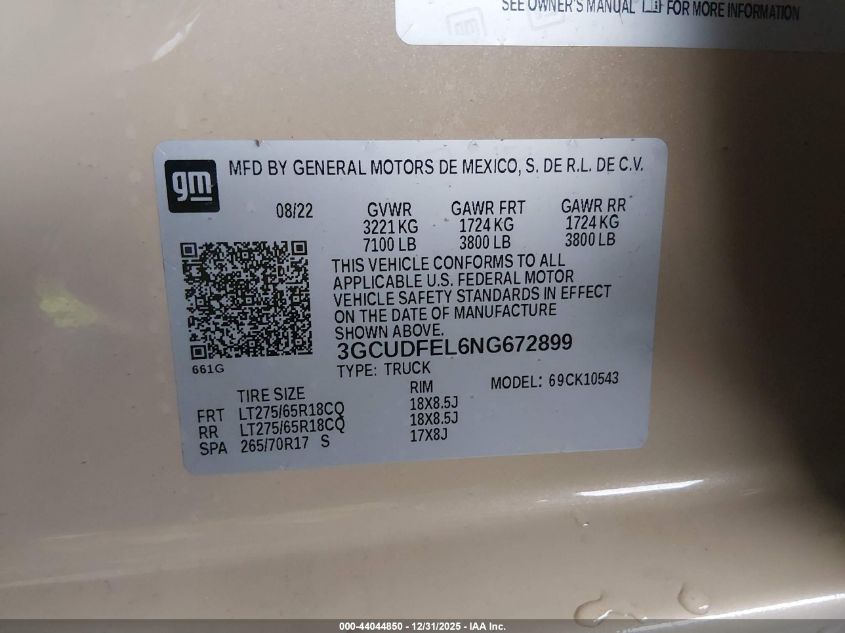 SEE OWNER'S MANUAL FOR MORE INFORMATION
gm
MFD BY GENERAL MOTORS DE MEXICO, S. DE R.L. DE C.V.
08/22 GVWR GAWR FRT GAWR RR
3221 KG 1724 KG 1724 KG
7100 LB 3800 LB 3800 LB
THIS VEHICLE CONFORMS TO ALL
APPLICABLE U.S. FEDERAL MOTOR
VEHICLE SAFETY STANDARDS IN EFFECT
ON THE DATE OF MANUFACTURE
SHOWN ABOVE.
3GCUDFEL6NG672899
661G
TYPE: TRUCK MODEL: 69CK10543
TIRE SIZE RIM
FRT LT275/65R18CQ 18X8.5J
RR LT275/65R18CQ 18X8.5J
SPA 265/70R17 S 17X8J
000-44044850 - 12/31/2025 - IAA Inc.